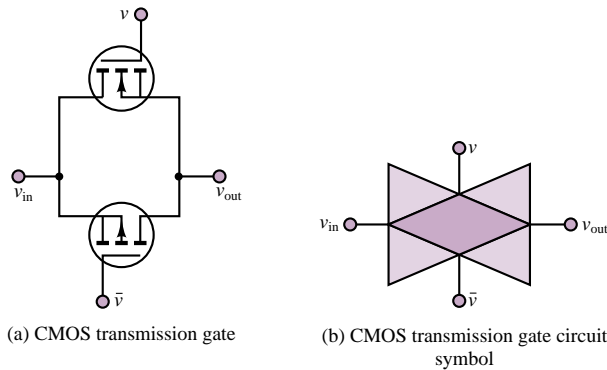 v
v_in
v_out
v̄
(a) CMOS transmission gate
v
v_in
v_out
v̄
(b) CMOS transmission gate circuit
symbol